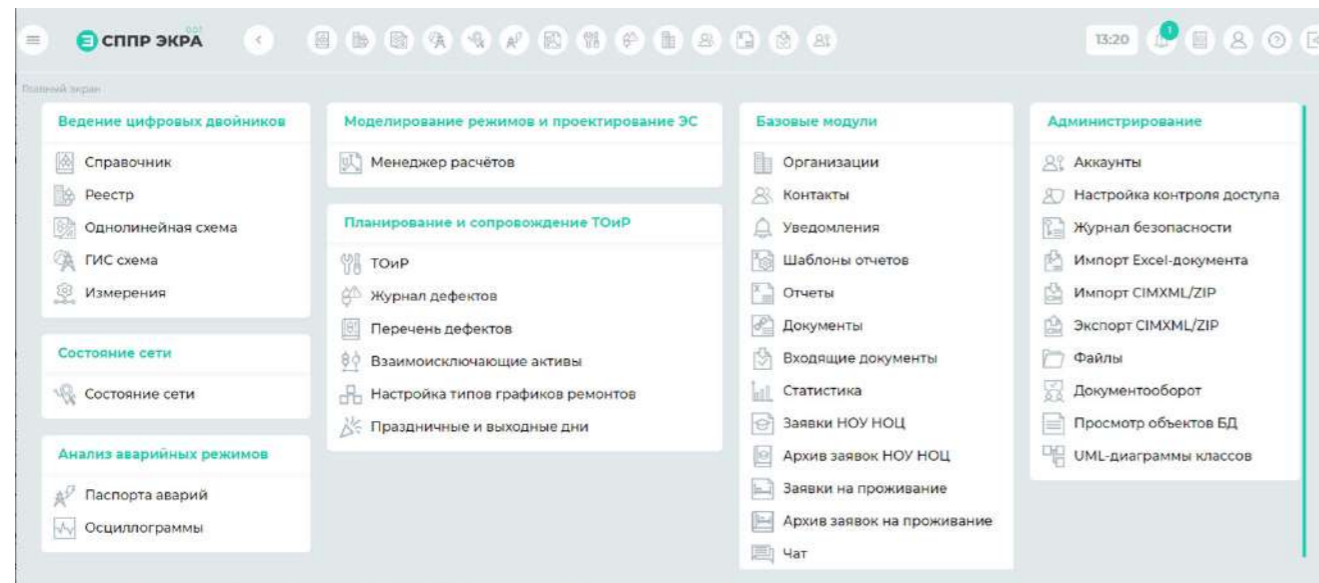 СППР ЭКРА
13:20
1
Главный экран
Ведение цифровых двойников
Справочник
Реестр
Однолинейная схема
ГИС схема
Измерения
Состояние сети
Состояние сети
Анализ аварийных режимов
Паспорта аварий
Осциллограммы
Моделирование режимов и проектирование ЭС
Менеджер расчётов
Планирование и сопровождение ТОиР
ТОиР
Журнал дефектов
Перечень дефектов
Взаимоисключающие активы
Настройка типов графиков ремонтов
Праздничные и выходные дни
Базовые модули
Организации
Контакты
Уведомления
Шаблоны отчетов
Отчеты
Документы
Входящие документы
Статистика
Заявки НОУ НОЦ
Архив заявок НОУ НОЦ
Заявки на проживание
Архив заявок на проживание
Чат
Администрирование
Аккаунты
Настройка контроля доступа
Журнал безопасности
Импорт Excel-документа
Импорт CIMXML/ZIP
Экспорт CIMXML/ZIP
Файлы
Документооборот
Просмотр объектов БД
UML-диаграммы классов